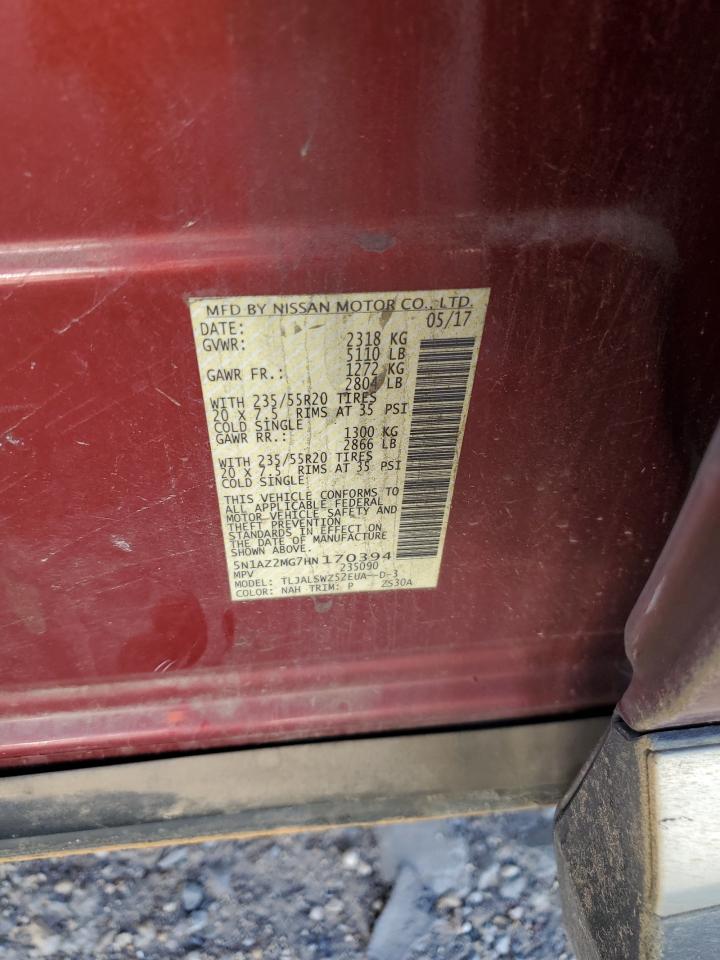 MFD BY NISSAN MOTOR CO., LTD.
DATE: 05/17
GVWR: 2318 KG
5110 LB
GAWR FR.: 1272 KG
2804 LB
WITH 235/55R20 TIRES
20 X 7.5 RIMS AT 35 PSI
COLD SINGLE
GAWR RR.: 1300 KG
2866 LB
WITH 235/55R20 TIRES
20 X 7.5 RIMS AT 35 PSI
COLD SINGLE
THIS VEHICLE CONFORMS TO
ALL APPLICABLE FEDERAL
MOTOR VEHICLE SAFETY AND
THEFT PREVENTION
STANDARDS IN EFFECT ON
THE DATE OF MANUFACTURE
SHOWN ABOVE.
5N1AZ2MG7HN170394
MPV 235090
MODEL: TLJALSWZ52EUA--D-3
COLOR: NAH TRIM: P ZS30A